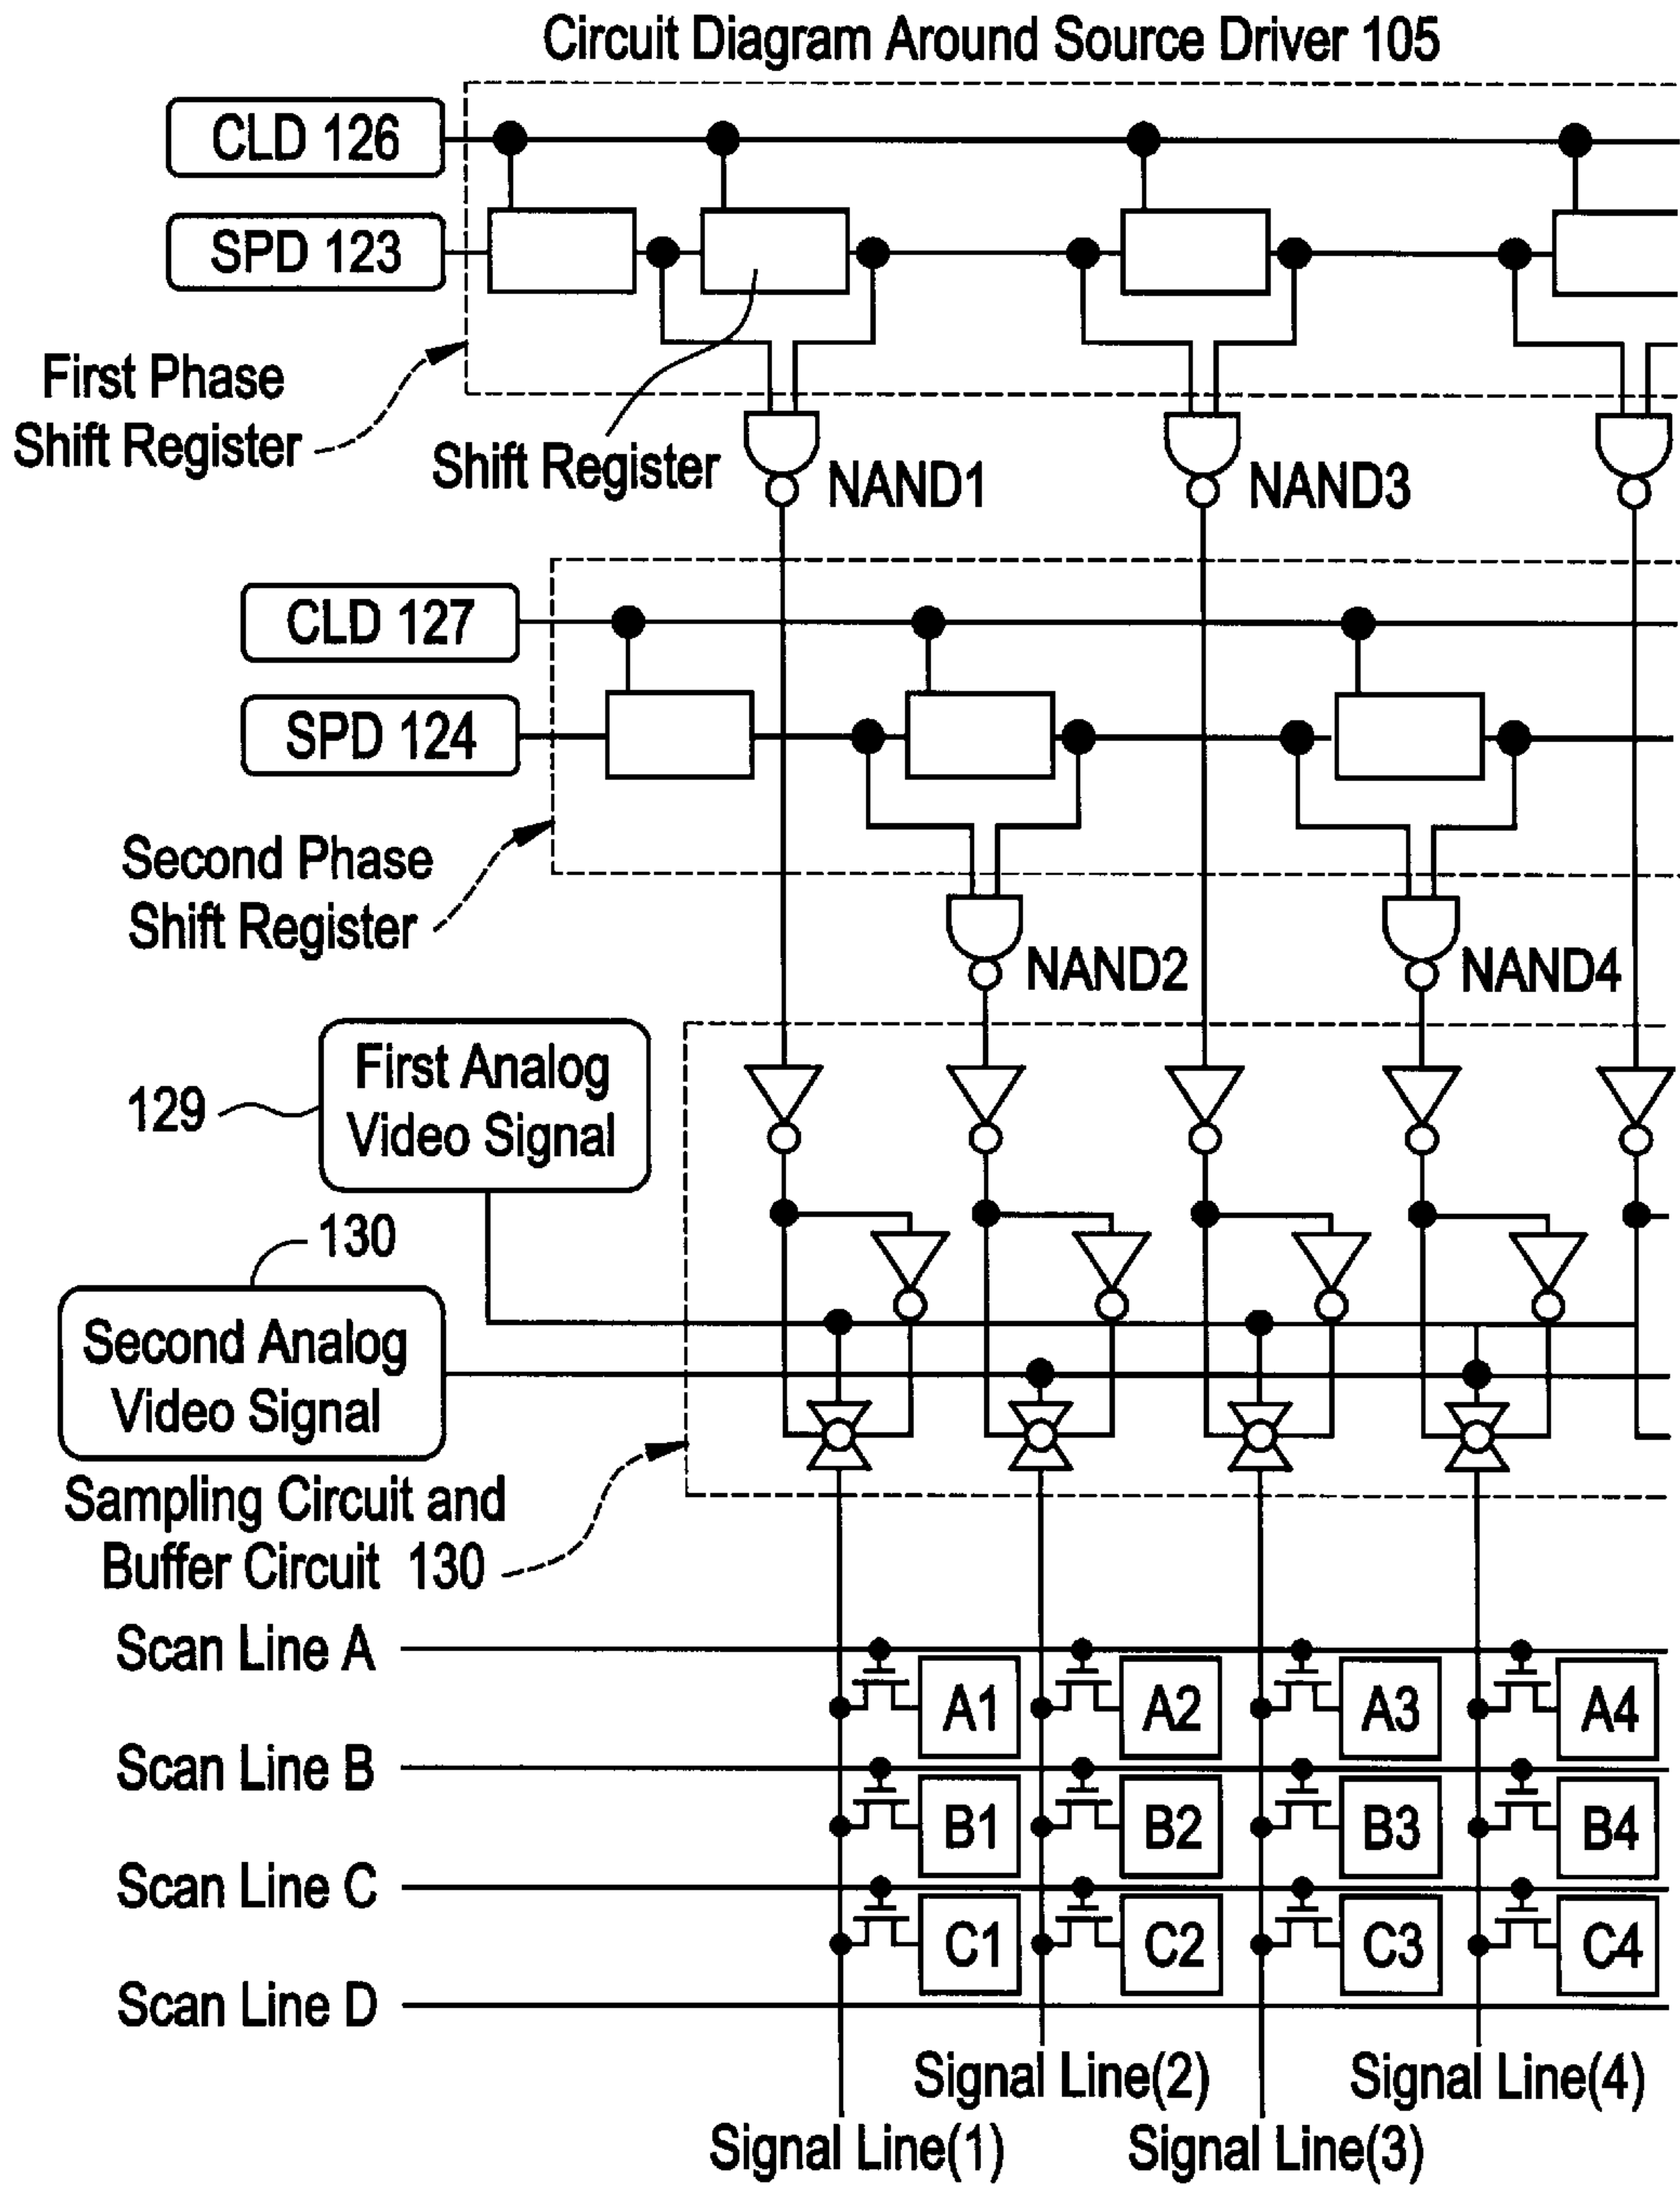 Circuit Diagram Around Source Driver 105
CLD 126
SPD 123
First Phase
Shift Register
Shift Register
NAND1
NAND3
CLD 127
SPD 124
Second Phase
Shift Register
NAND2
NAND4
First Analog
Video Signal
129
130
Second Analog
Video Signal
Sampling Circuit and
Buffer Circuit 130
Scan Line A
A1
A2
A3
A4
Scan Line B
B1
B2
B3
B4
Scan Line C
C1
C2
C3
C4
Scan Line D
Signal Line(2)
Signal Line(4)
Signal Line(1)
Signal Line(3)